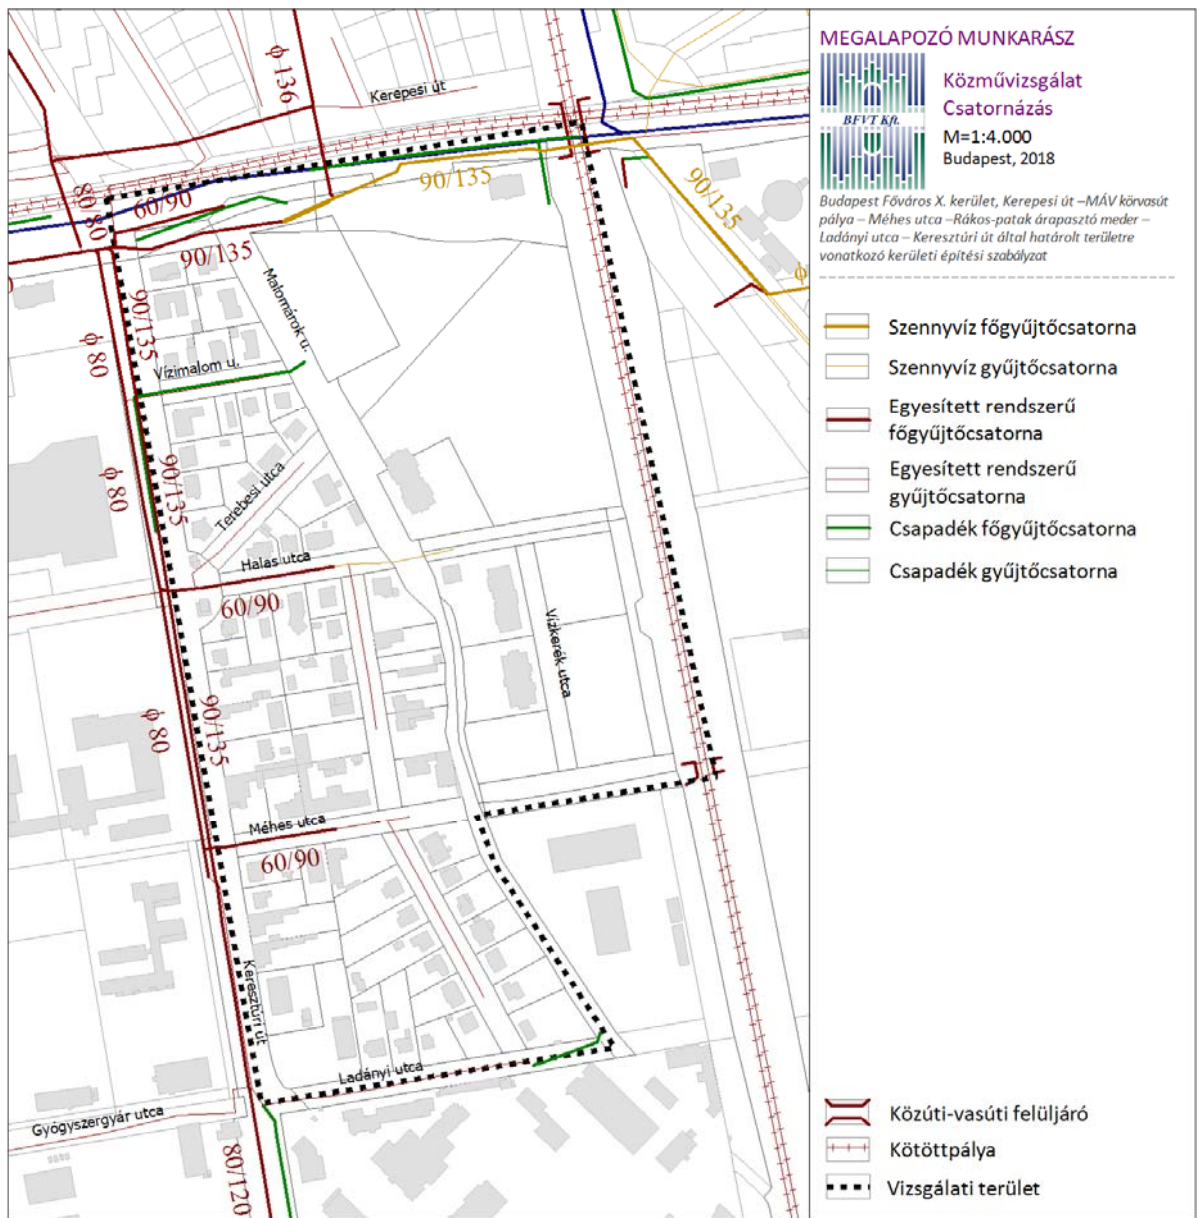 MEGALAPOZÓ MUNKARÁSZ
BFVT Kft.
Közművizsgálat
Csatornázás
M=1:4.000
Budapest, 2018
Budapest Főváros X. kerület, Kerepesi út –MÁV körvasút
pálya – Méhes utca –Rákos-patak árapasztó meder –
Ladányi utca – Keresztúri út által határolt területre
vonatkozó kerületi építési szabályzat
Szennyvíz főgyűjtőcsatorna
Szennyvíz gyűjtőcsatorna
Egyesített rendszerű
főgyűjtőcsatorna
Egyesített rendszerű
gyűjtőcsatorna
Csapadék főgyűjtőcsatorna
Csapadék gyűjtőcsatorna
Közúti-vasúti felüljáró
Kötöttpálya
Vizsgálati terület
ϕ 136
Kerepesi út
80/80
60/90
90/135
90/135
90/135
ϕ
Malomárok u.
90/135
ϕ 80
Vízimalom u.
ϕ 80
90/135
Terebesi utca
Halas utca
60/90
Vízkerék utca
ϕ 80
90/135
Méhes utca
60/90
Keresztúri út
Ladányi utca
Gyógyszergyár utca
80/120